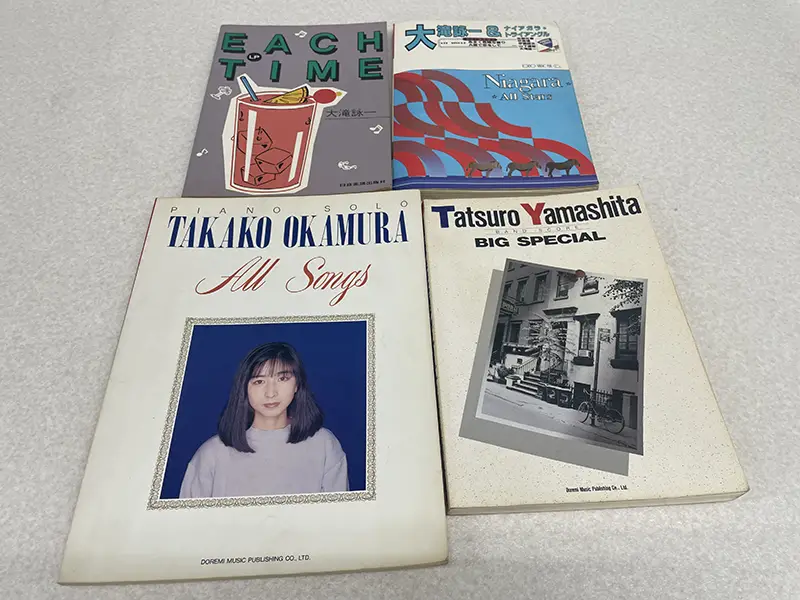 EACH
TIME
大滝詠一
日音楽譜出版社
大滝詠一&
ナイアガラ・
トライアングル
Niagara
All Stars
PIANO SOLO
TAKAKO OKAMURA
All Songs
DOREMI MUSIC PUBLISHING CO., LTD.
Tatsuro Yamashita
BAND SCORE
BIG SPECIAL
Doremi Music Publishing Co., Ltd.